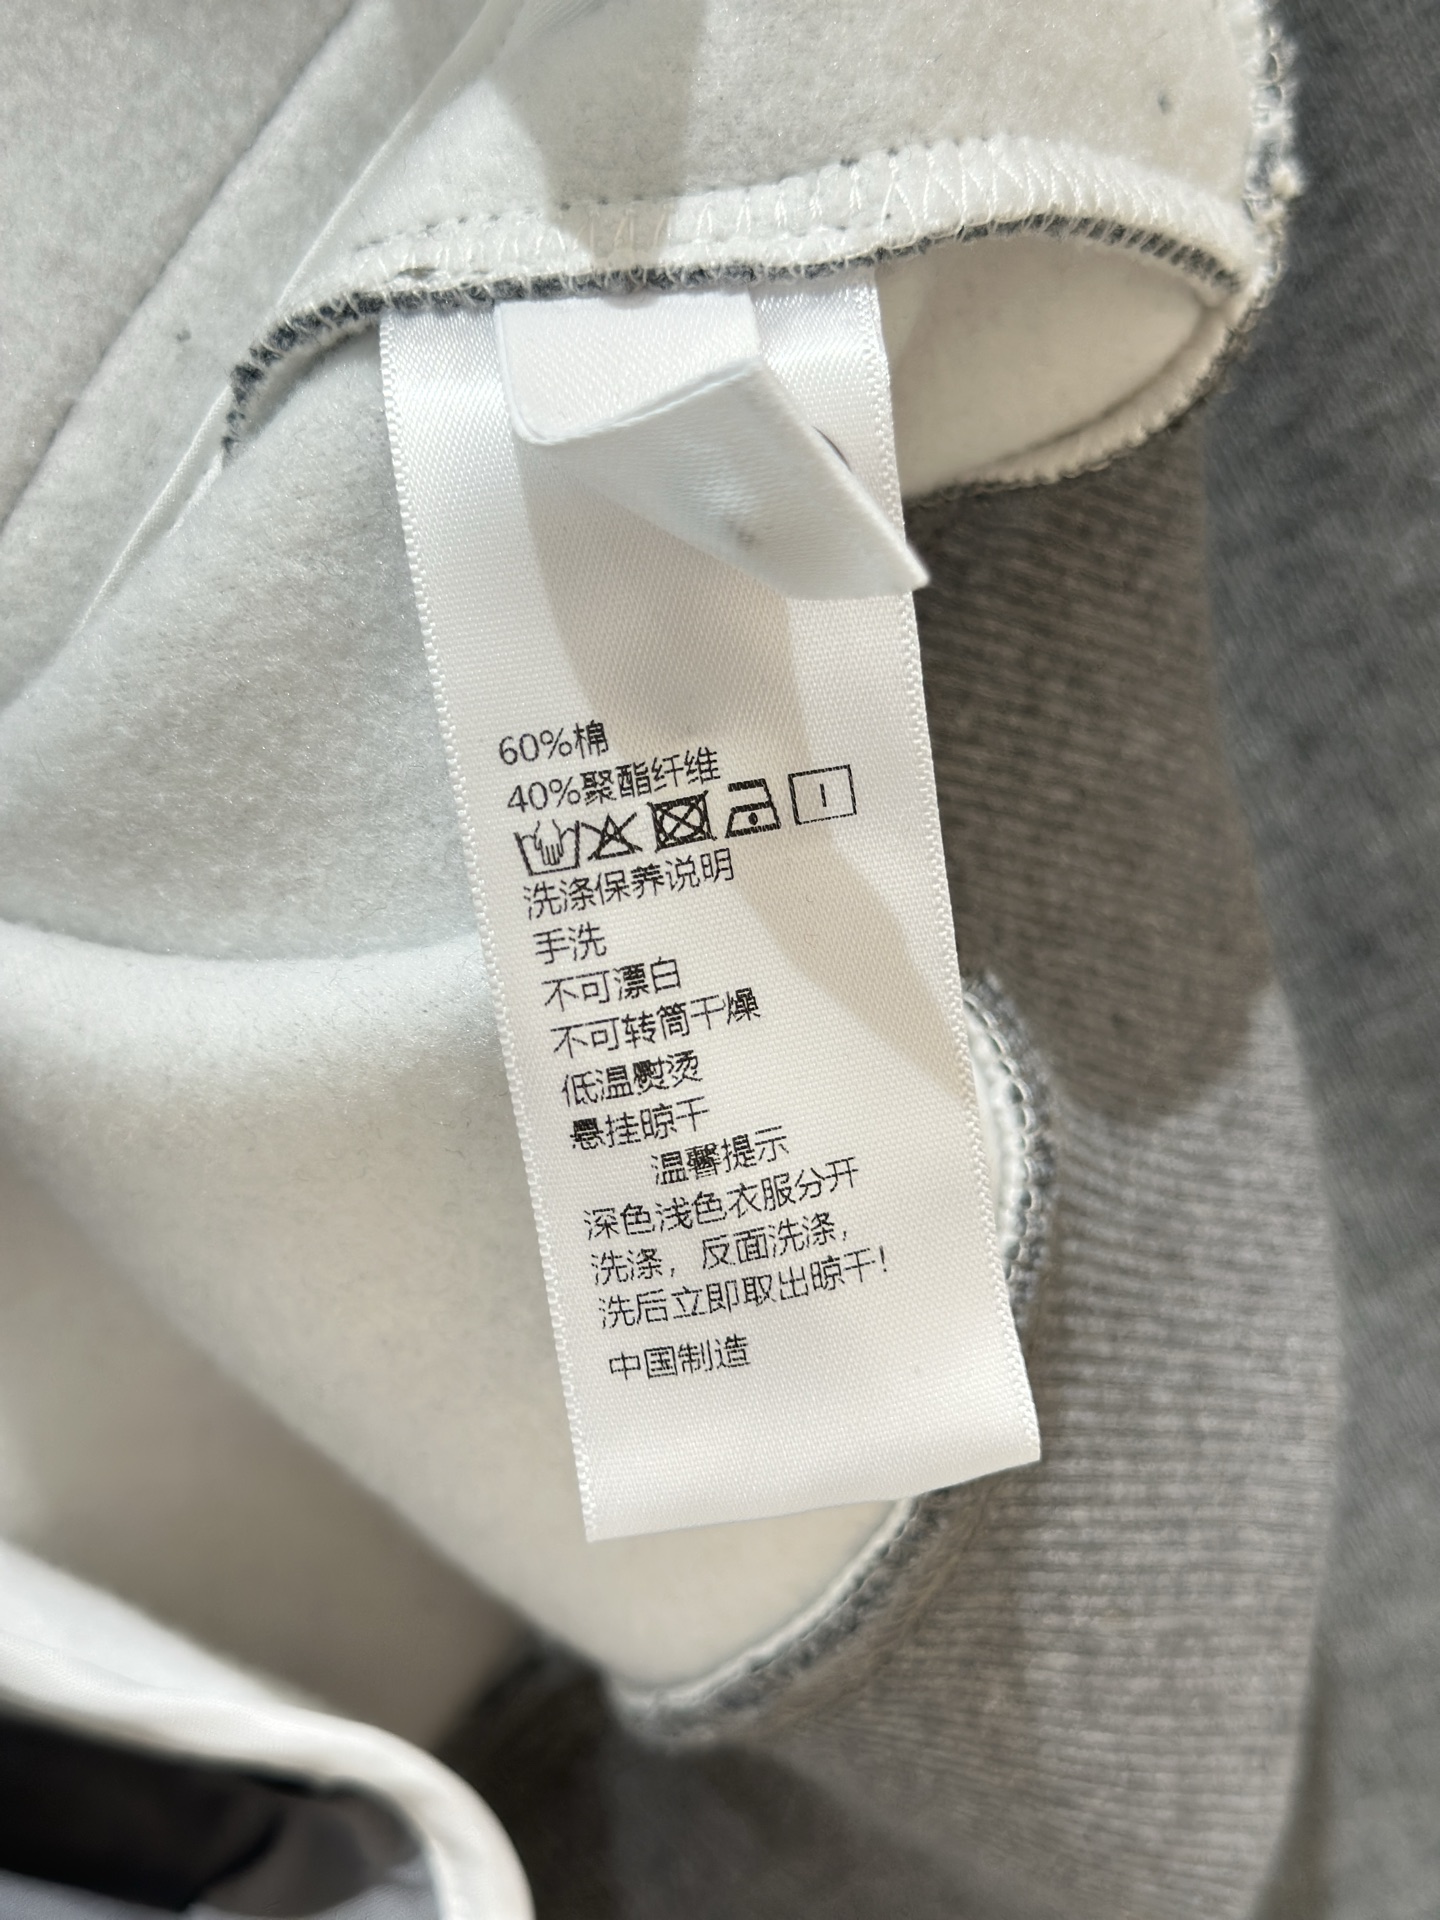 60%棉
40%聚酯纤维
洗涤保养说明
手洗
不可漂白
不可转筒干燥
低温熨烫
悬挂晾干
温馨提示
深色浅色衣服分开
洗涤，反面洗涤，
洗后立即取出晾干！
中国制造